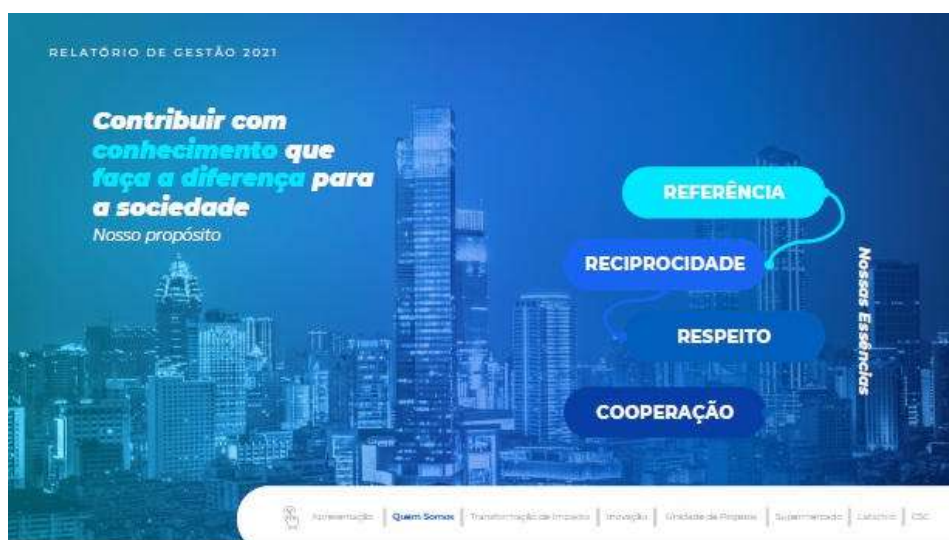 RELATÓRIO DE GESTÃO 2021
Contribuir com
conhecimento que
faça a diferença para
a sociedade
Nosso propósito
REFERÊNCIA
RECIPROCIDADE
RESPEITO
COOPERAÇÃO
Nossas Essências
Apresentação | Quem Somos | Transformação de Impacto | Inovação | Unidade de Projetos | Supermercado | CSC